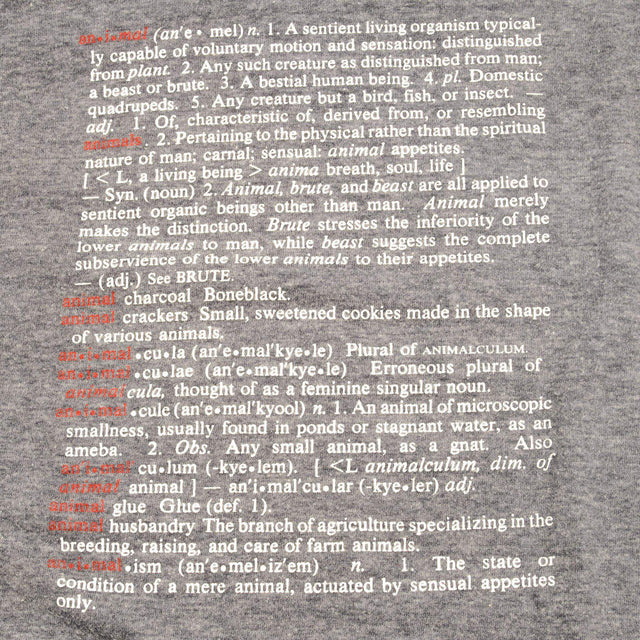 an•i•mal (an'e • mel) n. 1. A sentient living organism typical-
ly capable of voluntary motion and sensation: distinguished
from plant. 2. Any such creature as distinguished from man;
a beast or brute. 3. A bestial human being. 4. pl. Domestic
quadrupeds. 5. Any creature but a bird, fish, or insect. —
adj. 1. Of, characteristic of, derived from, or resembling
animals. 2. Pertaining to the physical rather than the spiritual
nature of man; carnal; sensual: animal appetites.
[ < L, a living being > anima breath, soul, life ]
— Syn. (noun) 2. Animal, brute, and beast are all applied to
sentient organic beings other than man. Animal merely
makes the distinction. Brute stresses the inferiority of the
lower animals to man, while beast suggests the complete
subservience of the lower animals to their appetites.
— (adj.) See BRUTE.
animal charcoal Boneblack.
animal crackers Small, sweetened cookies made in the shape
of various animals.
an•i•mal•cu•la (an'e•mal'kye•le) Plural of ANIMALCULUM.
an•i•mal•cu•lae (an'e•mal'kye•le) Erroneous plural of
animalcula, thought of as a feminine singular noun.
an•i•mal•cule (an'e•mal'kyool) n. 1. An animal of microscopic
smallness, usually found in ponds or stagnant water, as an
ameba. 2. Obs. Any small animal, as a gnat. Also
an'i•mal cu•lum (-kye•lem). [ <L animalculum, dim. of
animal animal ] — an'i•mal'cu•lar (-kye•ler) adj.
animal glue Glue (def. 1).
animal husbandry The branch of agriculture specializing in the
breeding, raising, and care of farm animals.
an•i•mal•ism (an'e•mel•iz'em) n. 1. The state or
condition of a mere animal, actuated by sensual appetites
only.